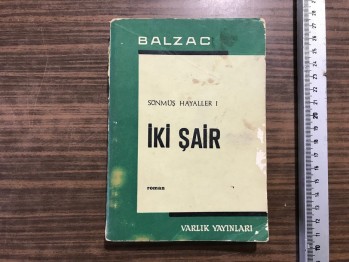 BALZAC
SÖNMÜŞ HAYALLER I
İKİ ŞAİR
roman
VARLIK YAYINLARI